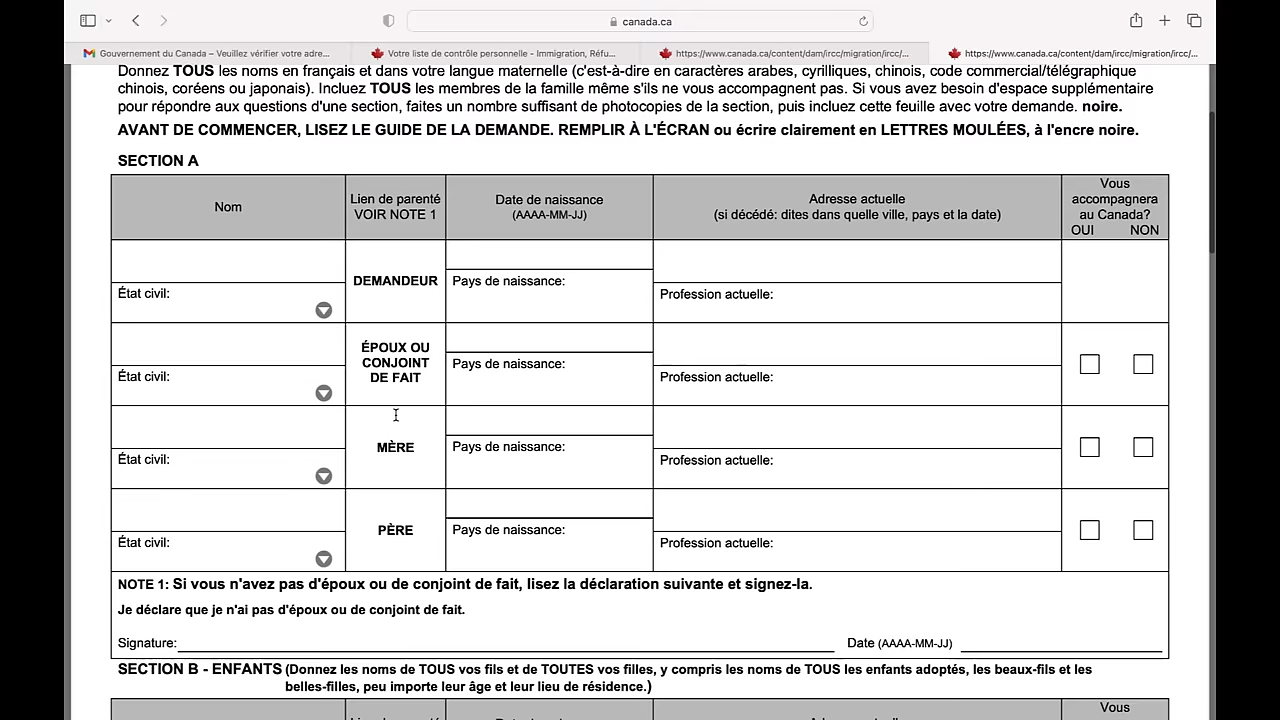 canada.ca
Gouvernement du Canada – Veuillez vérifier votre adre...
Votre liste de contrôle personnelle - Immigration, Réfu...
https://www.canada.ca/content/dam/ircc/migration/ircc/...
https://www.canada.ca/content/dam/ircc/migration/ircc/...
Donnez TOUS les noms en français et dans votre langue maternelle (c'est-à-dire en caractères arabes, cyrilliques, chinois, code commercial/télégraphique
chinois, coréens ou japonais). Incluez TOUS les membres de la famille même s'ils ne vous accompagnent pas. Si vous avez besoin d'espace supplémentaire
pour répondre aux questions d'une section, faites un nombre suffisant de photocopies de la section, puis incluez cette feuille avec votre demande. noire.
AVANT DE COMMENCER, LISEZ LE GUIDE DE LA DEMANDE. REMPLIR À L'ÉCRAN ou écrire clairement en LETTRES MOULÉES, à l'encre noire.
SECTION A
Nom
Lien de parenté
VOIR NOTE 1
Date de naissance
(AAAA-MM-JJ)
Adresse actuelle
(si décédé: dites dans quelle ville, pays et la date)
Vous
accompagnera
au Canada?
OUI NON
État civil:
DEMANDEUR
Pays de naissance:
Profession actuelle:
État civil:
ÉPOUX OU
CONJOINT
DE FAIT
Pays de naissance:
Profession actuelle:
État civil:
MÈRE
Pays de naissance:
Profession actuelle:
État civil:
PÈRE
Pays de naissance:
Profession actuelle:
NOTE 1: Si vous n'avez pas d'époux ou de conjoint de fait, lisez la déclaration suivante et signez-la.
Je déclare que je n'ai pas d'époux ou de conjoint de fait.
Signature: Date (AAAA-MM-JJ)
SECTION B - ENFANTS (Donnez les noms de TOUS vos fils et de TOUTES vos filles, y compris les noms de TOUS les enfants adoptés, les beaux-fils et les
belles-filles, peu importe leur âge et leur lieu de résidence.)
Vous